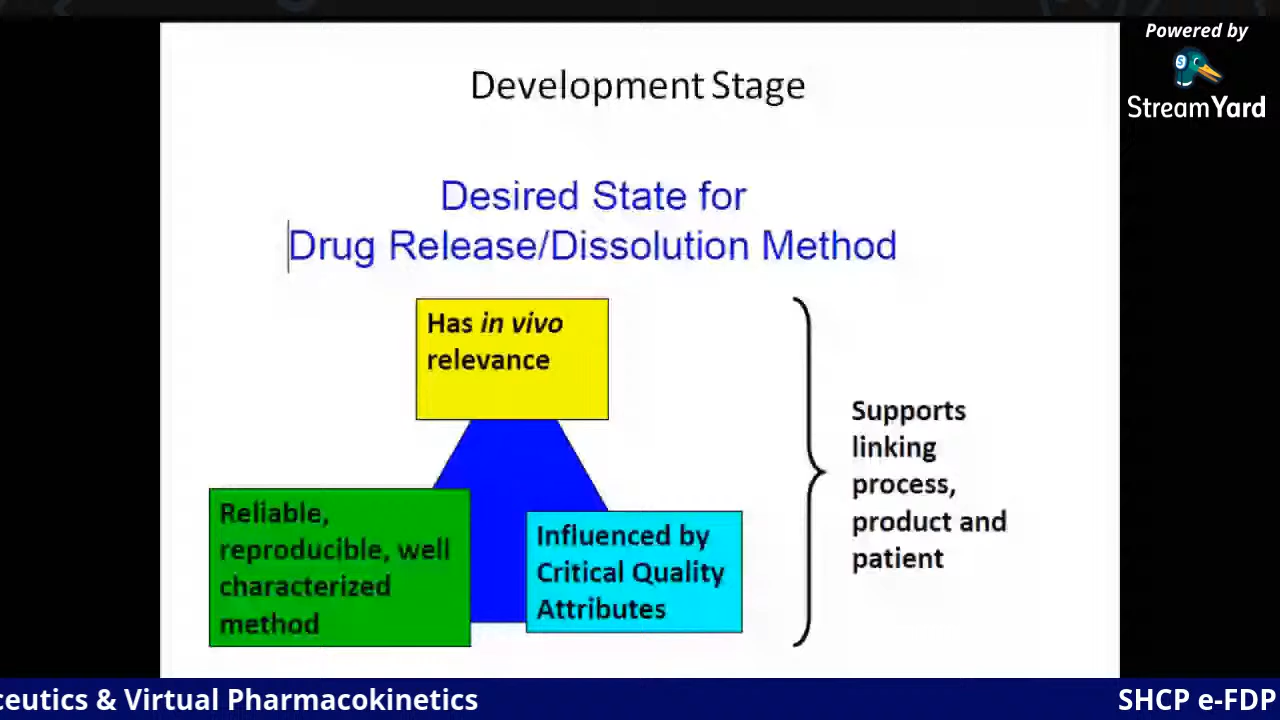 Powered by
StreamYard
Development Stage
Desired State for
Drug Release/Dissolution Method
Has in vivo
relevance
Reliable,
reproducible, well
characterized
method
Influenced by
Critical Quality
Attributes
Supports
linking
process,
product and
patient
ceutics & Virtual Pharmacokinetics
SHCP e-FDP